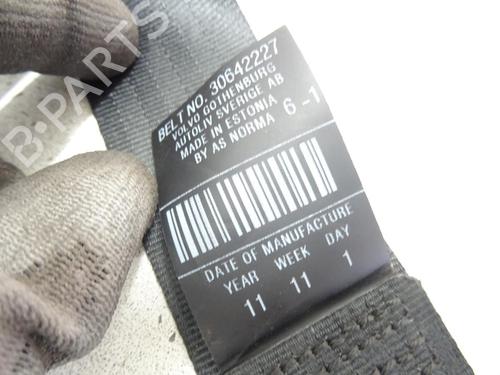 BELT NO. 30642227
VOLVO GOTHENBURG
AUTOLIV SVERIGE AB
MADE IN ESTONIA
BY AS NORMA 6-1
DATE OF MANUFACTURE
YEAR WEEK DAY
11 11 1
B-PARTS